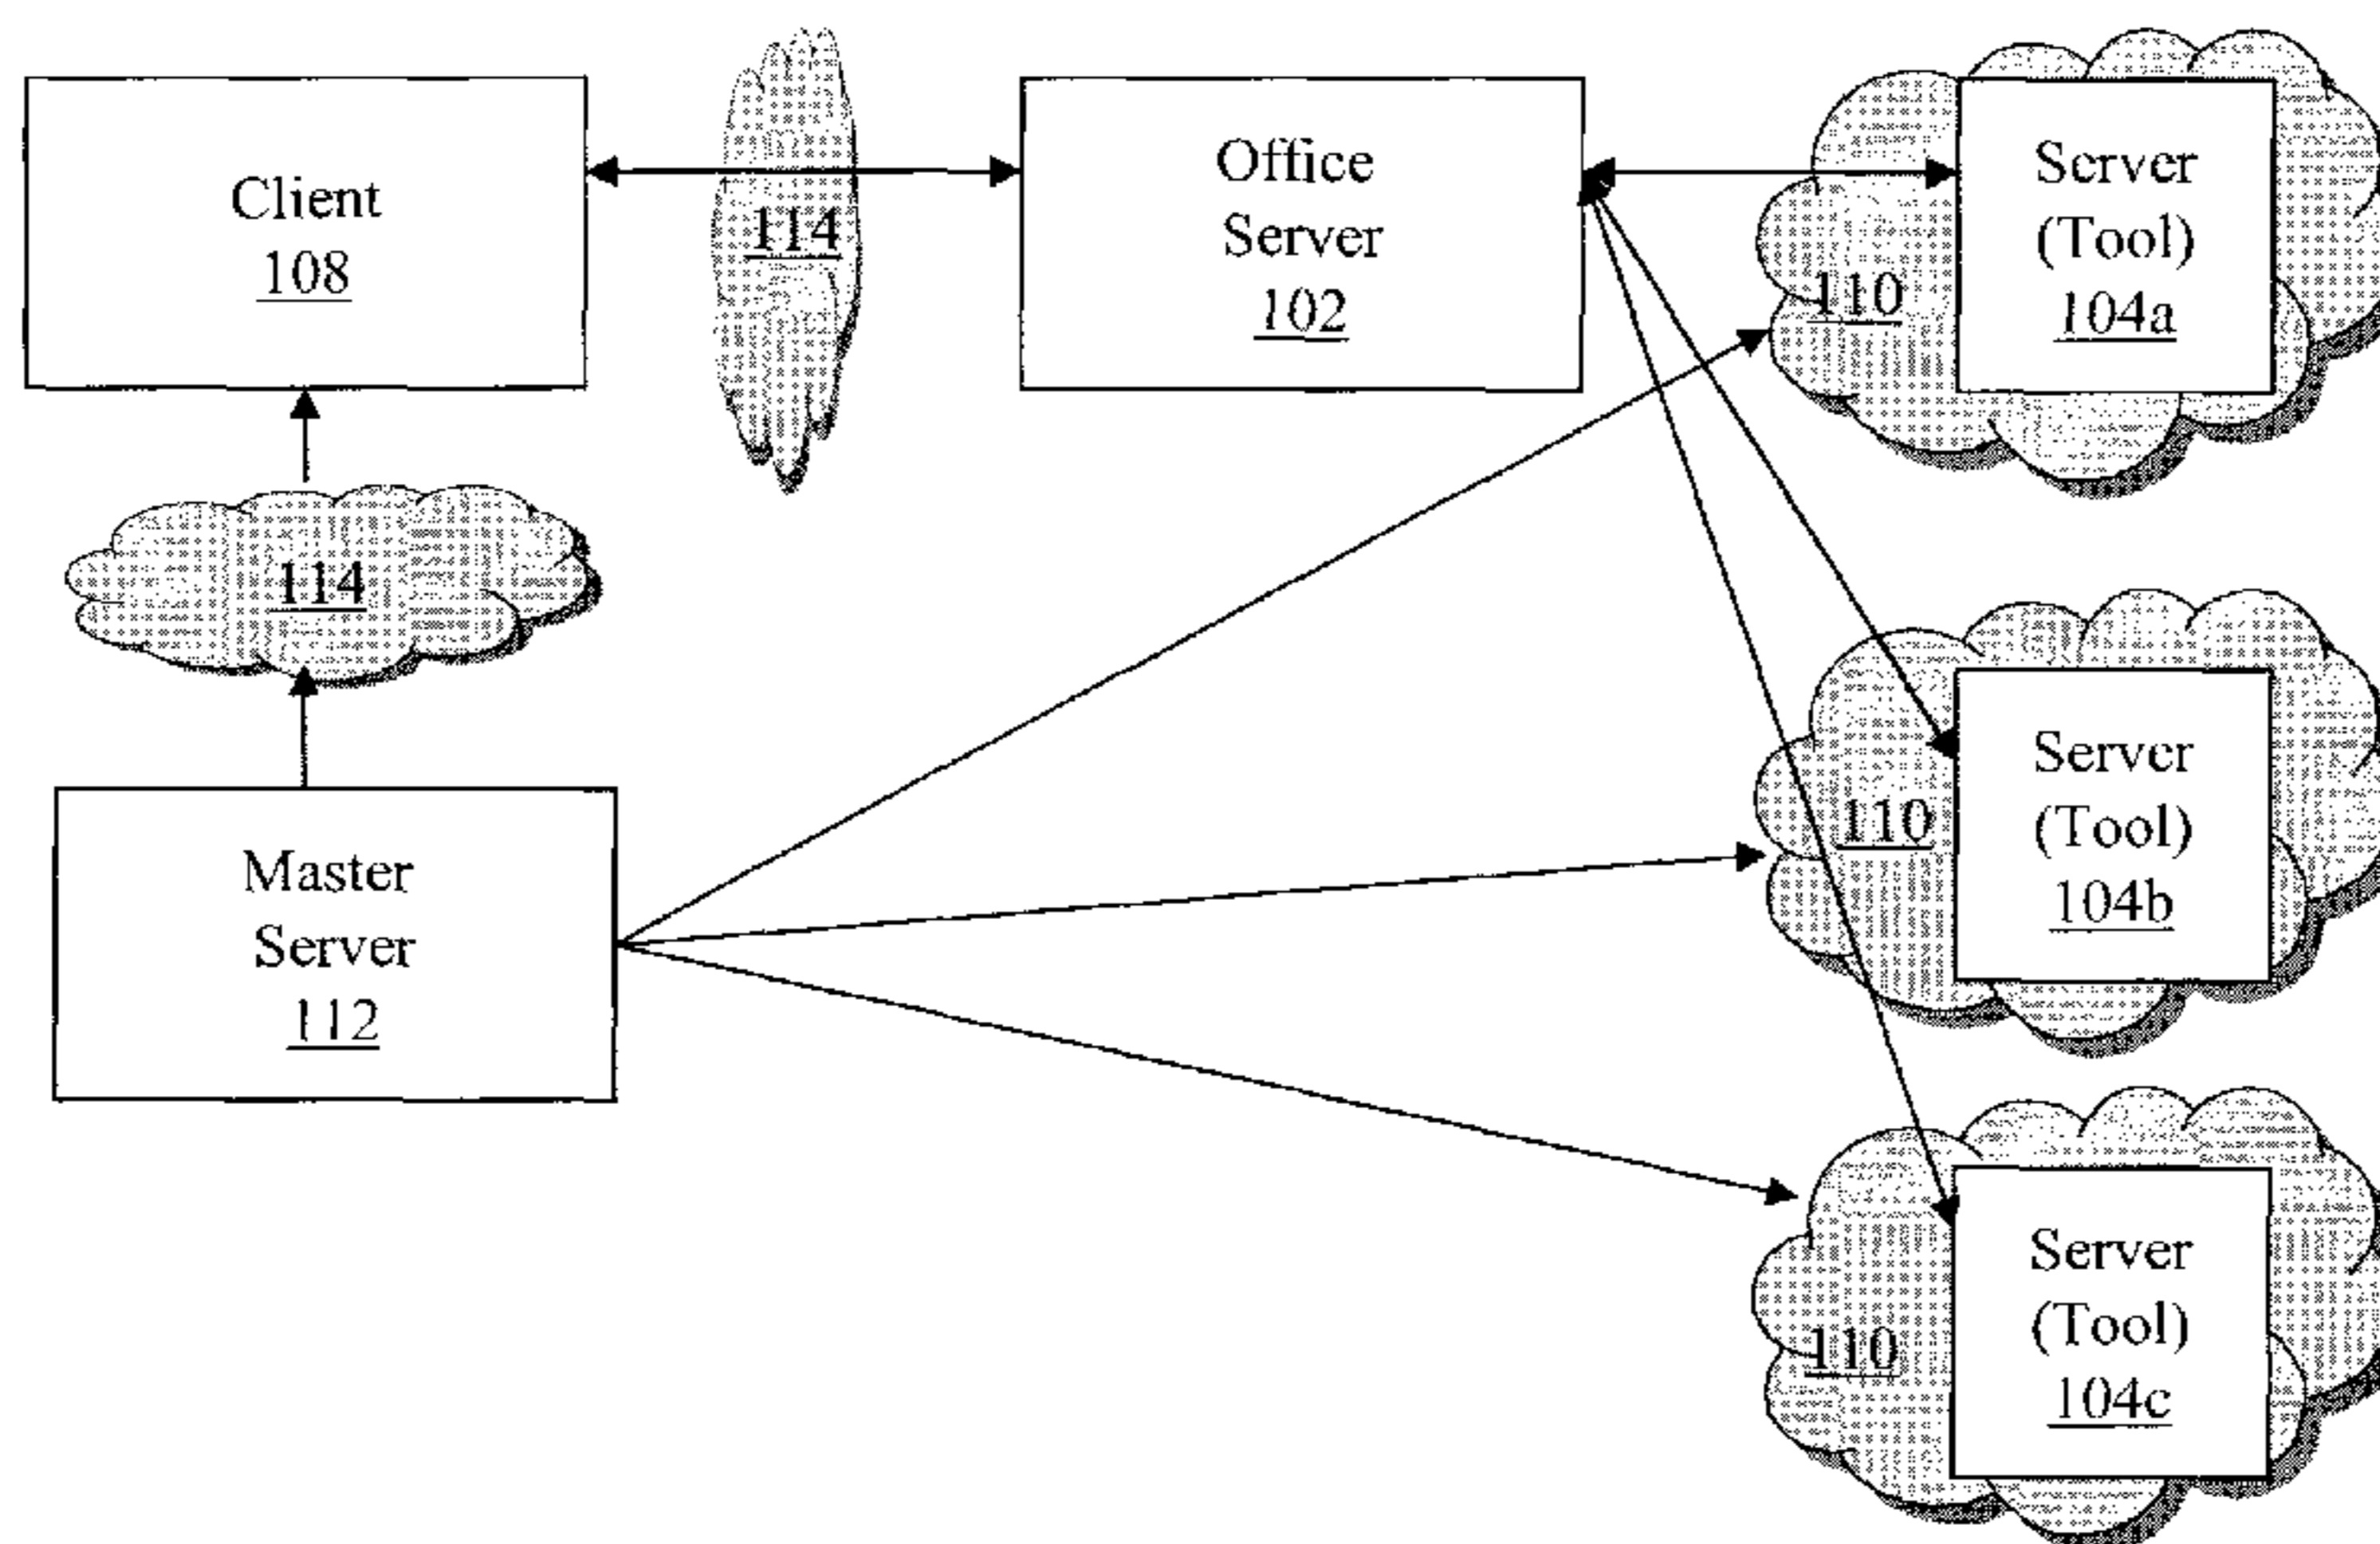 Client
108
114
Office
Server
102
110
Server
(Tool)
104a
114
Master
Server
112
110
Server
(Tool)
104b
110
Server
(Tool)
104c